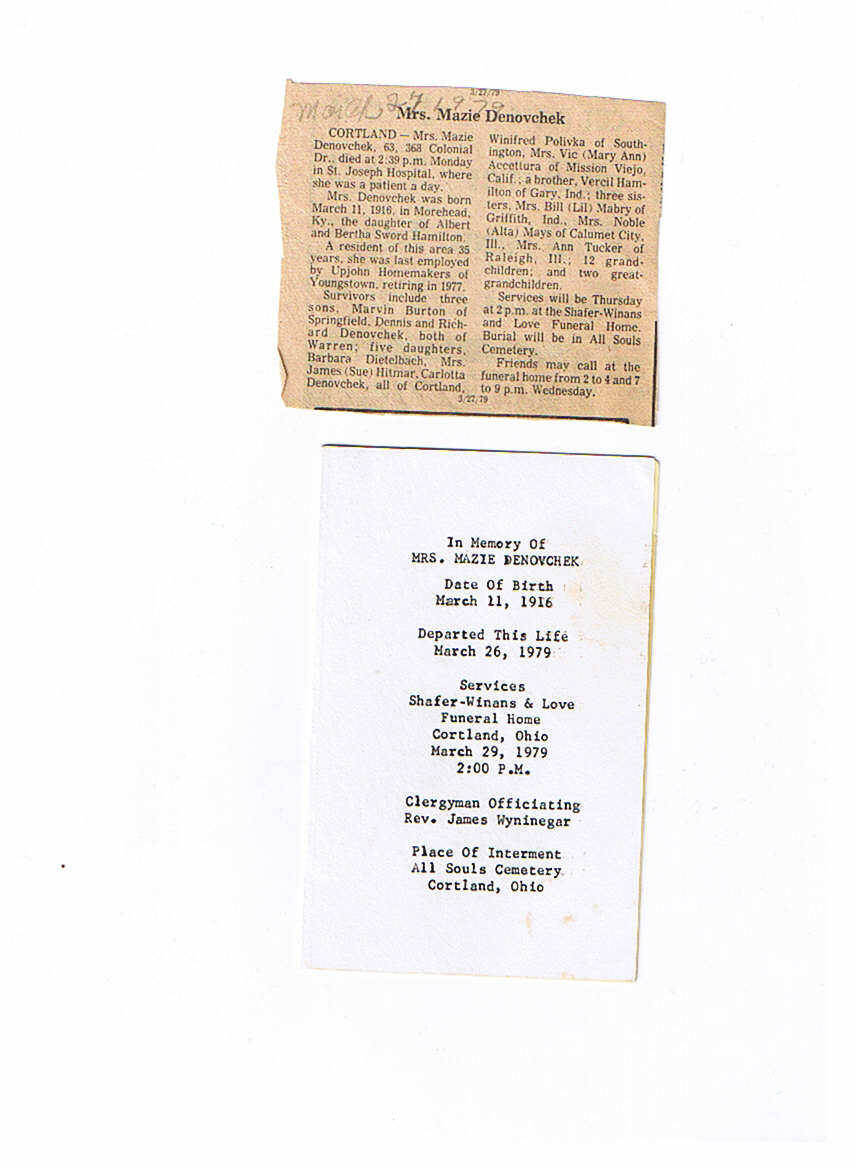 3/27/79
March 27 1979
Mrs. Mazie Denovchek
CORTLAND — Mrs. Mazie
Denovchek, 63, 368 Colonial
Dr., died at 2:39 p.m. Monday
in St. Joseph Hospital, where
she was a patient a day.
Mrs. Denovchek was born
March 11, 1916, in Morehead,
Ky., the daughter of Albert
and Bertha Sword Hamilton.
A resident of this area 35
years, she was last employed
by Upjohn Homemakers of
Youngstown, retiring in 1977.
Survivors include three
sons, Marvin Burton of
Springfield, Dennis and Rich-
ard Denovchek, both of
Warren; five daughters,
Barbara Dietelbach, Mrs.
James (Sue) Hitmar, Carlotta
Denovchek, all of Cortland,
Winifred Polivka of South-
ington, Mrs. Vic (Mary Ann)
Accettura of Mission Viejo,
Calif.; a brother, Vercil Ham-
ilton of Gary, Ind.; three sis-
ters, Mrs. Bill (Lil) Mabry of
Griffith, Ind., Mrs. Noble
(Alta) Mays of Calumet City,
Ill., Mrs. Ann Tucker of
Raleigh, Ill.; 12 grand-
children; and two great-
grandchildren.
Services will be Thursday
at 2 p.m. at the Shafer-Winans
and Love Funeral Home.
Burial will be in All Souls
Cemetery.
Friends may call at the
funeral home from 2 to 4 and 7
to 9 p.m. Wednesday.
3/27/79
In Memory Of
MRS. MAZIE DENOVCHEK
Date Of Birth
March 11, 1916
Departed This Life
March 26, 1979
Services
Shafer-Winans & Love
Funeral Home
Cortland, Ohio
March 29, 1979
2:00 P.M.
Clergyman Officiating
Rev. James Wyninegar
Place Of Interment
All Souls Cemetery
Cortland, Ohio